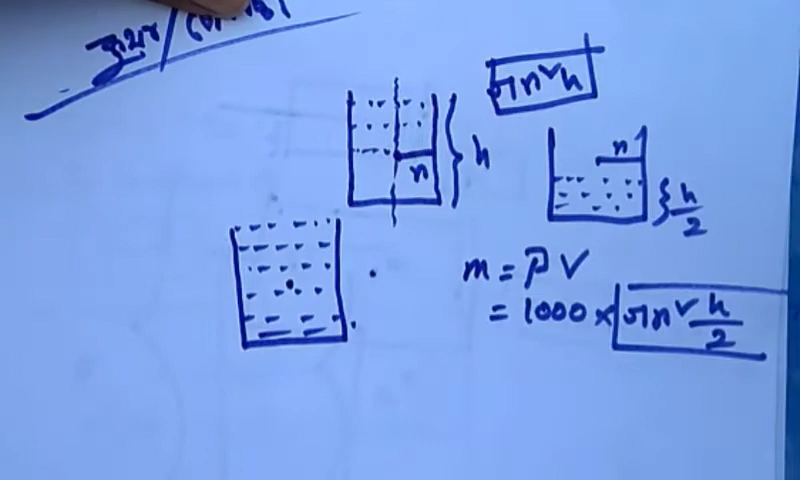 πr²h
r
h
r
h/2
m = ρV
= 1000 × πr² h/2